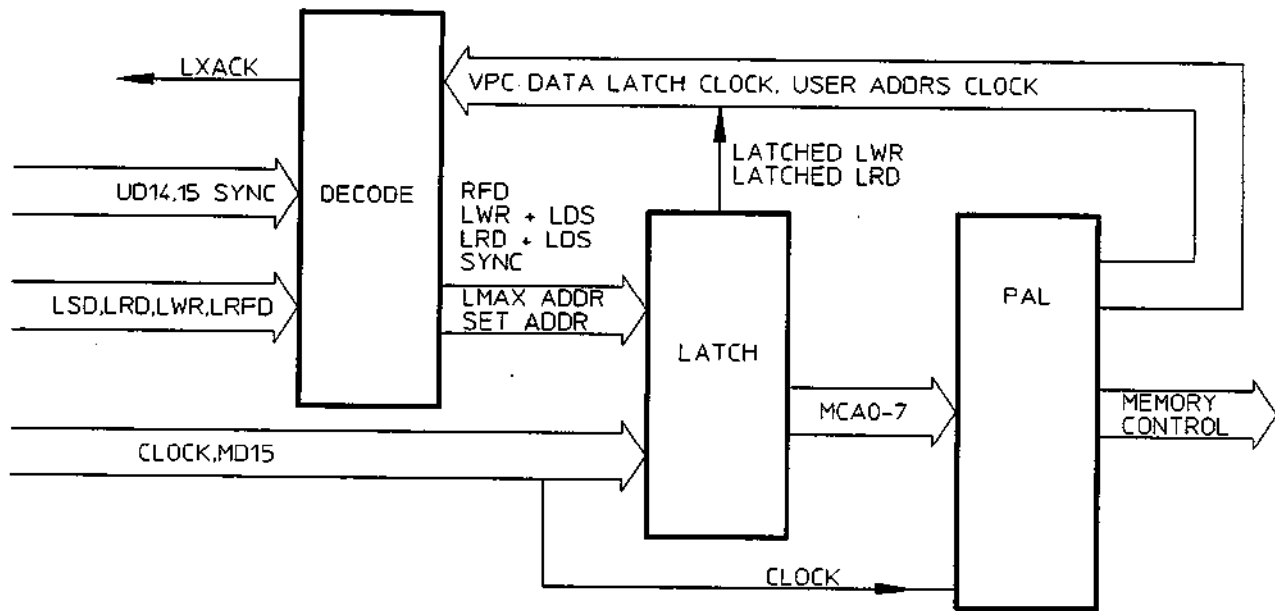 LXACK
VPC DATA LATCH CLOCK, USER ADDRS CLOCK
LATCHED LWR
LATCHED LRD
UD14,15 SYNC
DECODE
RFD
LWR + LDS
LRD + LDS
SYNC
LSD,LRD,LWR,LRFD
LMAX ADDR
SET ADDR
PAL
LATCH
MCA0-7
MEMORY
CONTROL
CLOCK,MD15
CLOCK